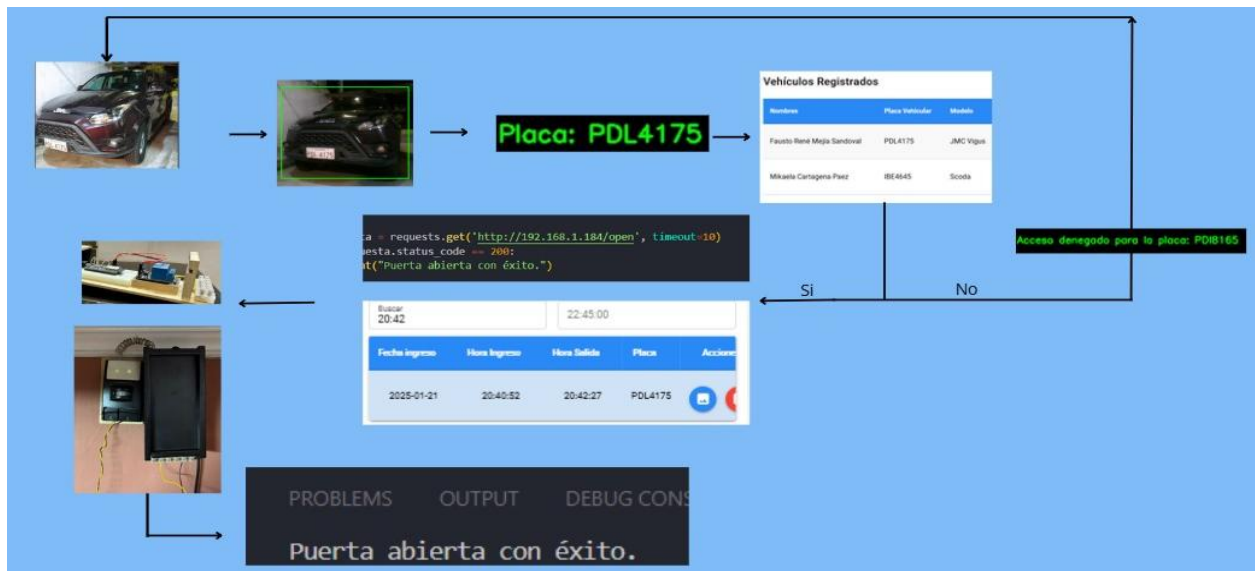 PDL 4175
Placa: PDL4175
Vehículos Registrados
Nombres Placa Vehicular Modelo
Fausto René Mejía Sandoval PDL4175 JMC Vigus
Mikaela Cartagena Paez IBE4645 Scoda
Acceso denegado para la placa: PDI8165
Si
No
ta = requests.get('http://192.168.1.184/open', timeout=10)
uesta.status_code == 200:
nt("Puerta abierta con éxito.")
Buscar
20:42
22:45:00
Fecha ingreso Hora Ingreso Hora Salida Placa Accione
2025-01-21 20:40:52 20:42:27 PDL4175
PROBLEMS OUTPUT DEBUG CONS
Puerta abierta con éxito.